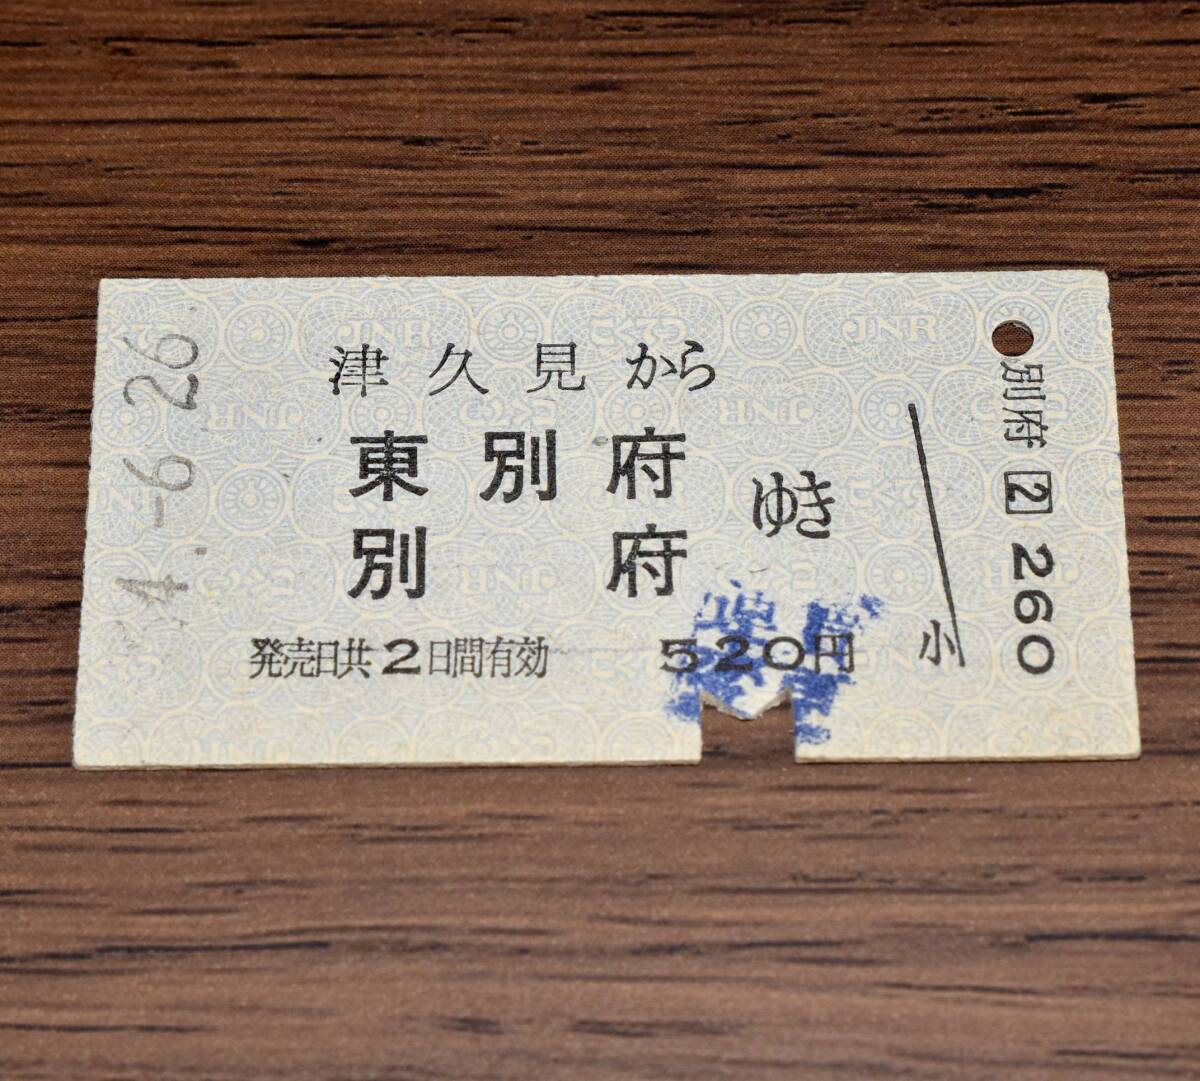 津久見から
東別府
別府
ゆき
発売日共2日間有効 520円
小
別府 2 260
4.-6.26